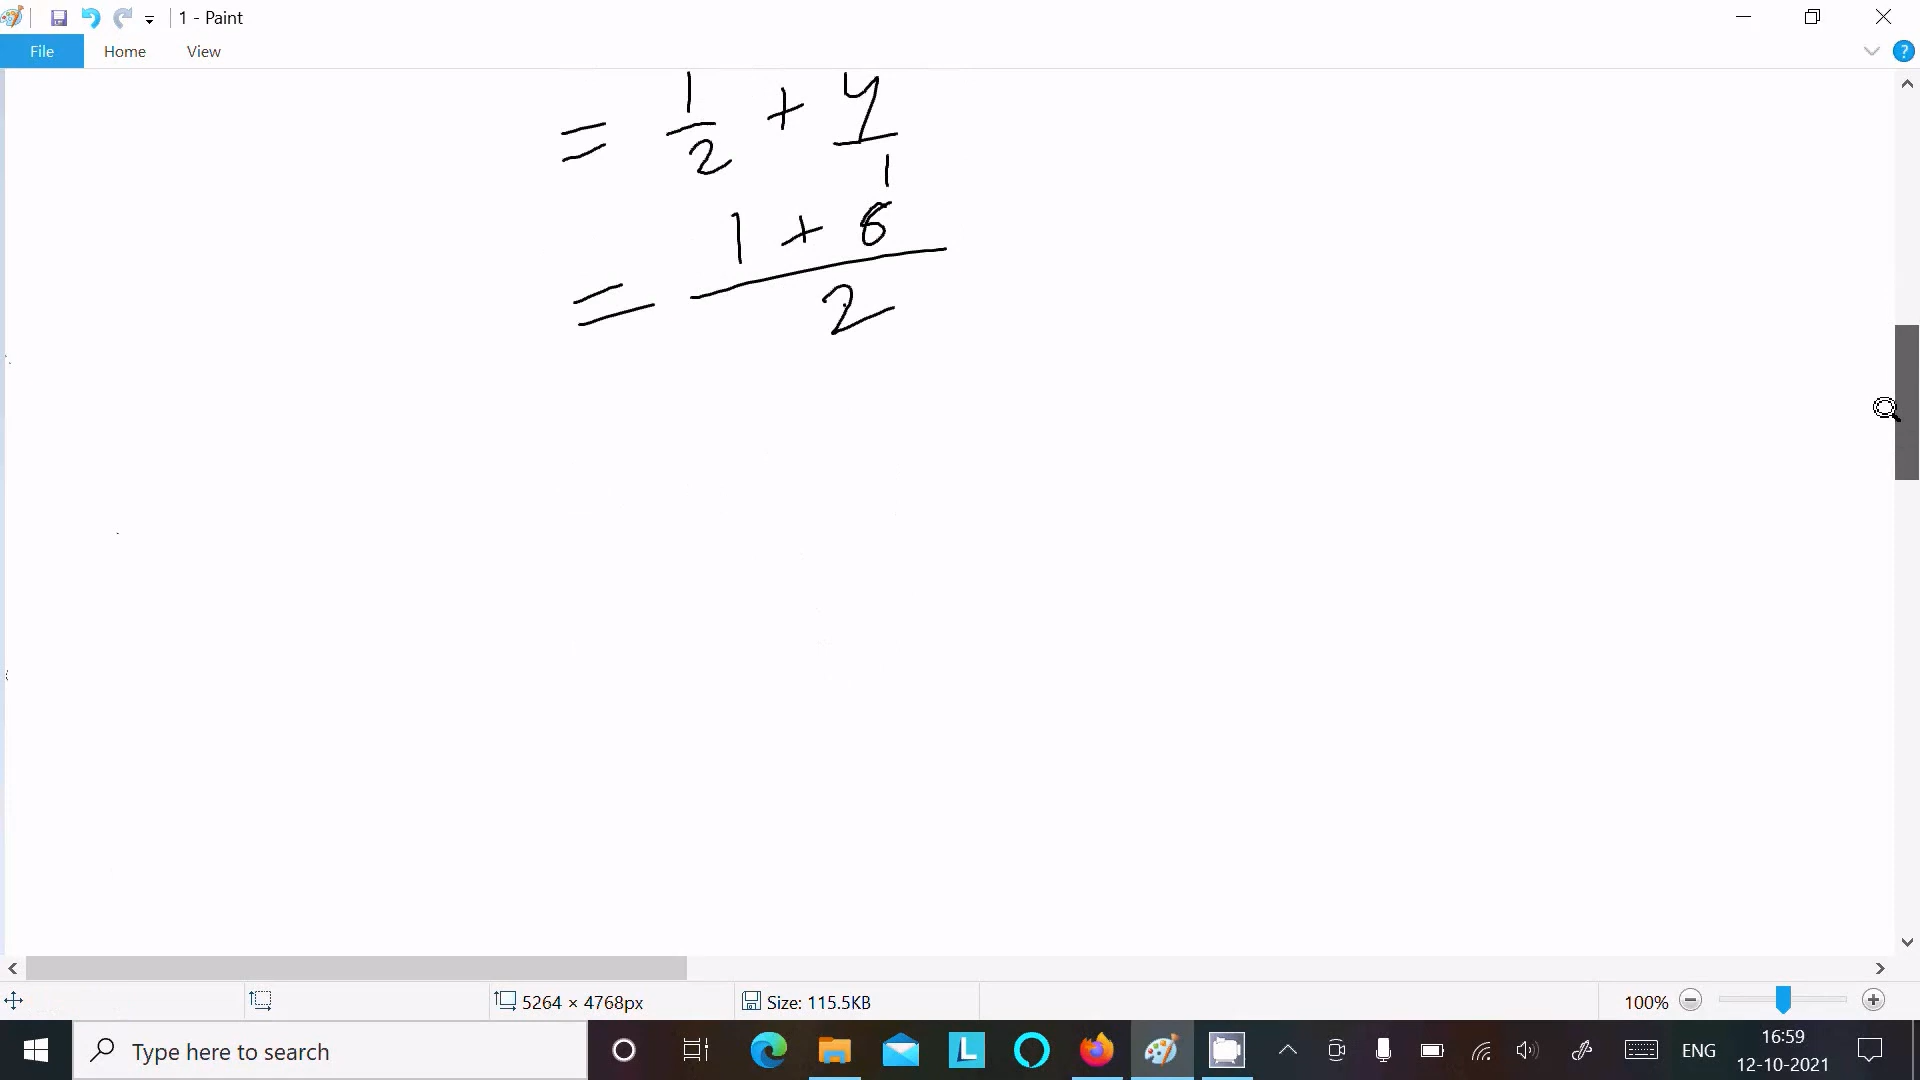 1 - Paint
File Home View
= 1/2 + 4/1
= (1 + 8)/2
5264 × 4768px Size: 115.5KB 100%
Type here to search
L
ENG 16:59
12-10-2021